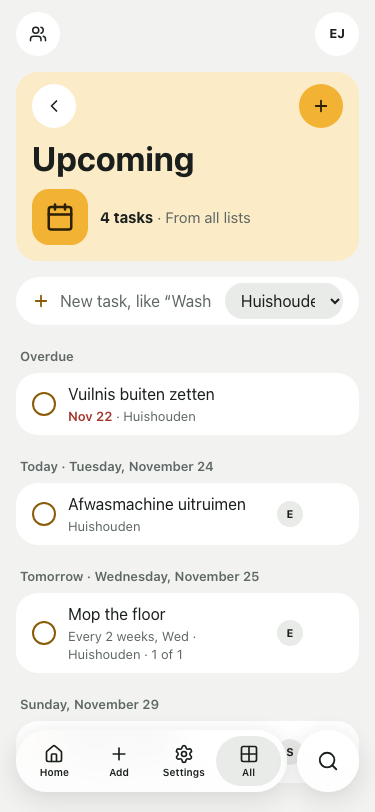 EJ
Upcoming
4 tasks · From all lists
New task, like “Wash
Overdue
Vuilnis buiten zetten
Nov 22 · Huishouden
Today · Tuesday, November 24
Afwasmachine uitruimen
E
Huishouden
Tomorrow · Wednesday, November 25
Mop the floor
E
Every 2 weeks, Wed ·
Huishouden · 1 of 1
Sunday, November 29
S
Home
Add
Settings
All